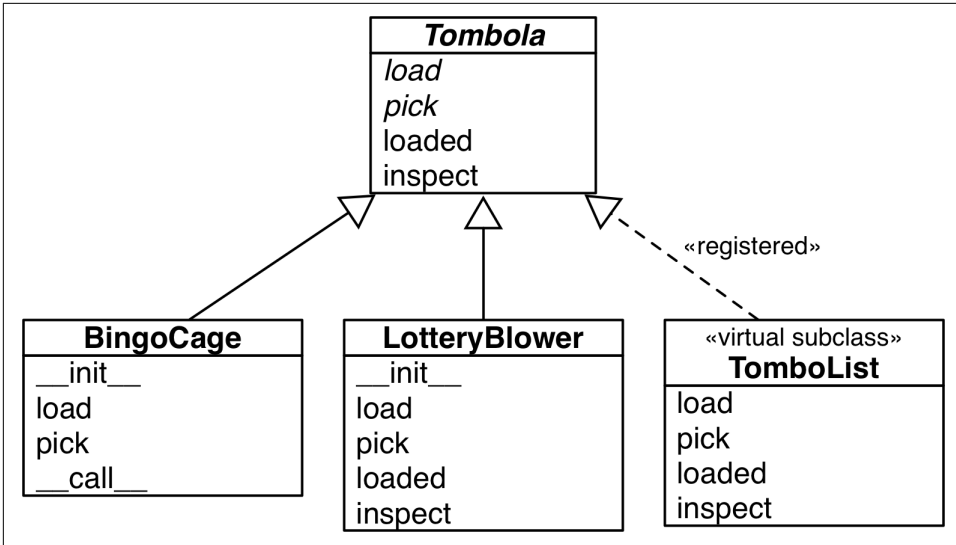 Tombola
load
pick
loaded
inspect
«registered»
BingoCage
__init__
load
pick
__call__
LotteryBlower
__init__
load
pick
loaded
inspect
«virtual subclass»
TomboList
load
pick
loaded
inspect